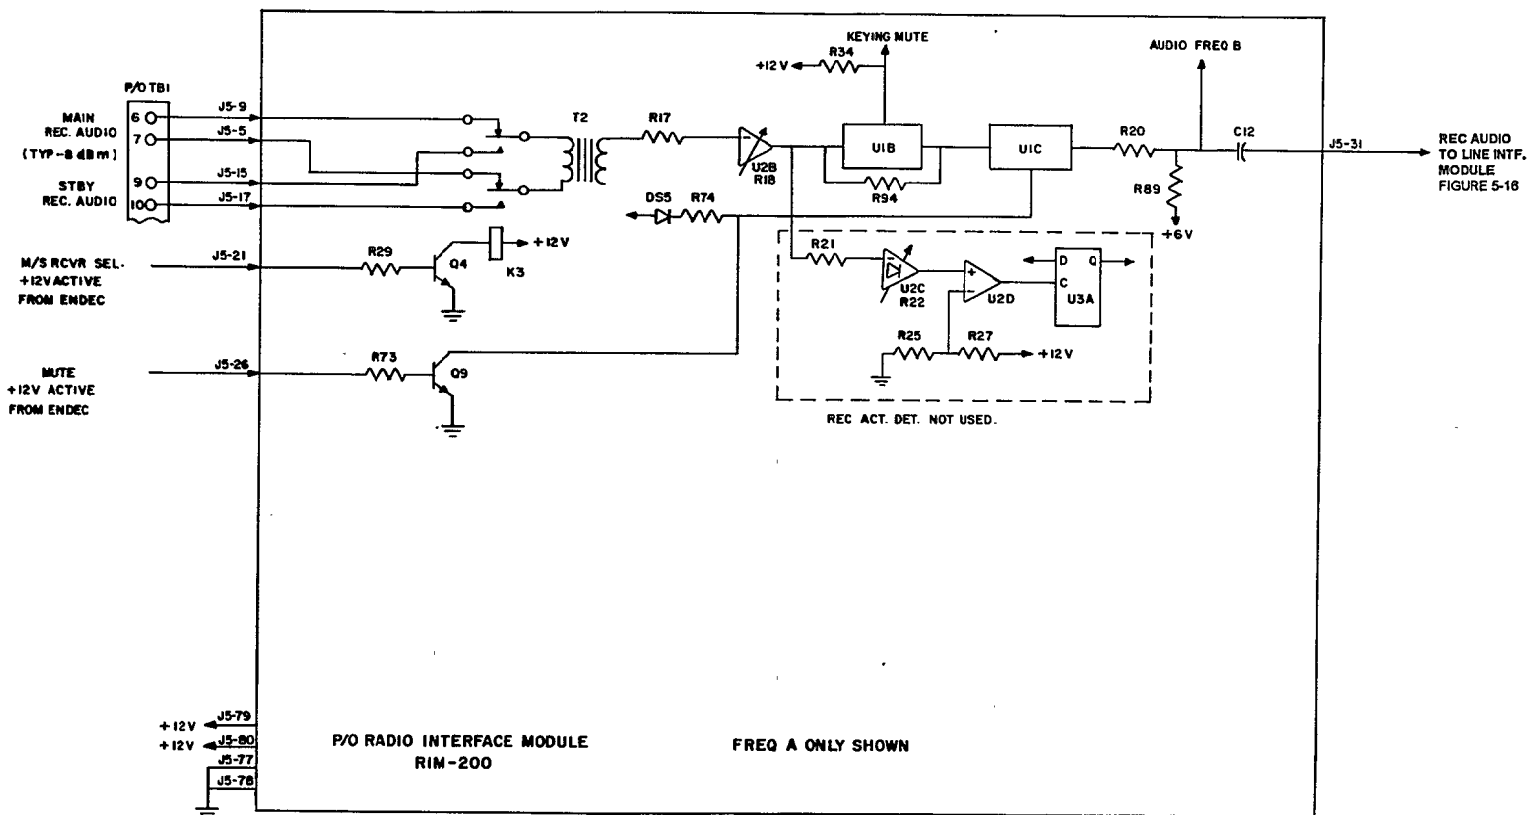 KEYING MUTE
R34
+12V
AUDIO FREQ B
P/O TB1
6
7
9
10
MAIN
REC. AUDIO
(TYP-8 dBm)
STBY
REC. AUDIO
J5-9
J5-5
J5-15
J5-17
T2
R17
U2B
R18
U1B
R94
U1C
R20
C12
R89
+6V
J5-31
REC AUDIO
TO LINE INTF.
MODULE
FIGURE 5-16
DS5
R74
M/S RCVR SEL.
+12V ACTIVE
FROM ENDEC
J5-21
R29
Q4
K3
+12V
R21
U2C
R22
+
-
U2D
D Q
C
U3A
R25
R27
+12V
REC ACT. DET. NOT USED.
MUTE
+12V ACTIVE
FROM ENDEC
J5-26
R73
Q9
+12V
J5-79
+12V
J5-80
J5-77
J5-78
P/O RADIO INTERFACE MODULE
RIM-200
FREQ A ONLY SHOWN